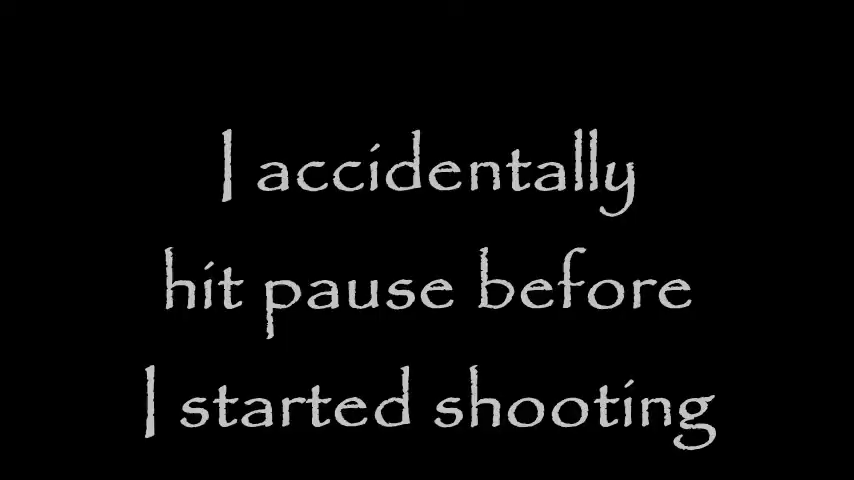 I accidentally
hit pause before
I started shooting